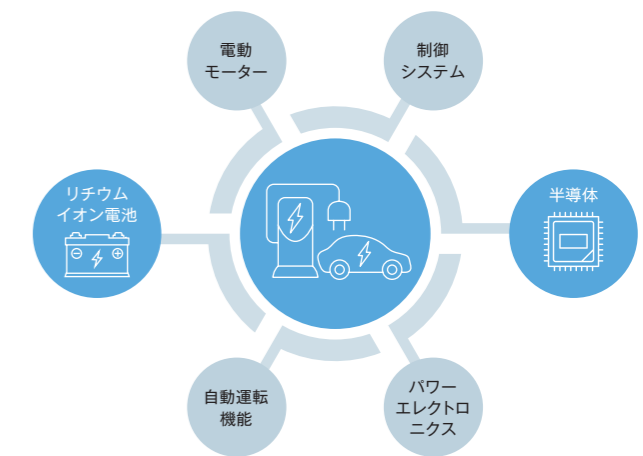 電動
モーター
制御
システム
リチウム
イオン電池
半導体
自動運転
機能
パワー
エレクトロ
ニクス